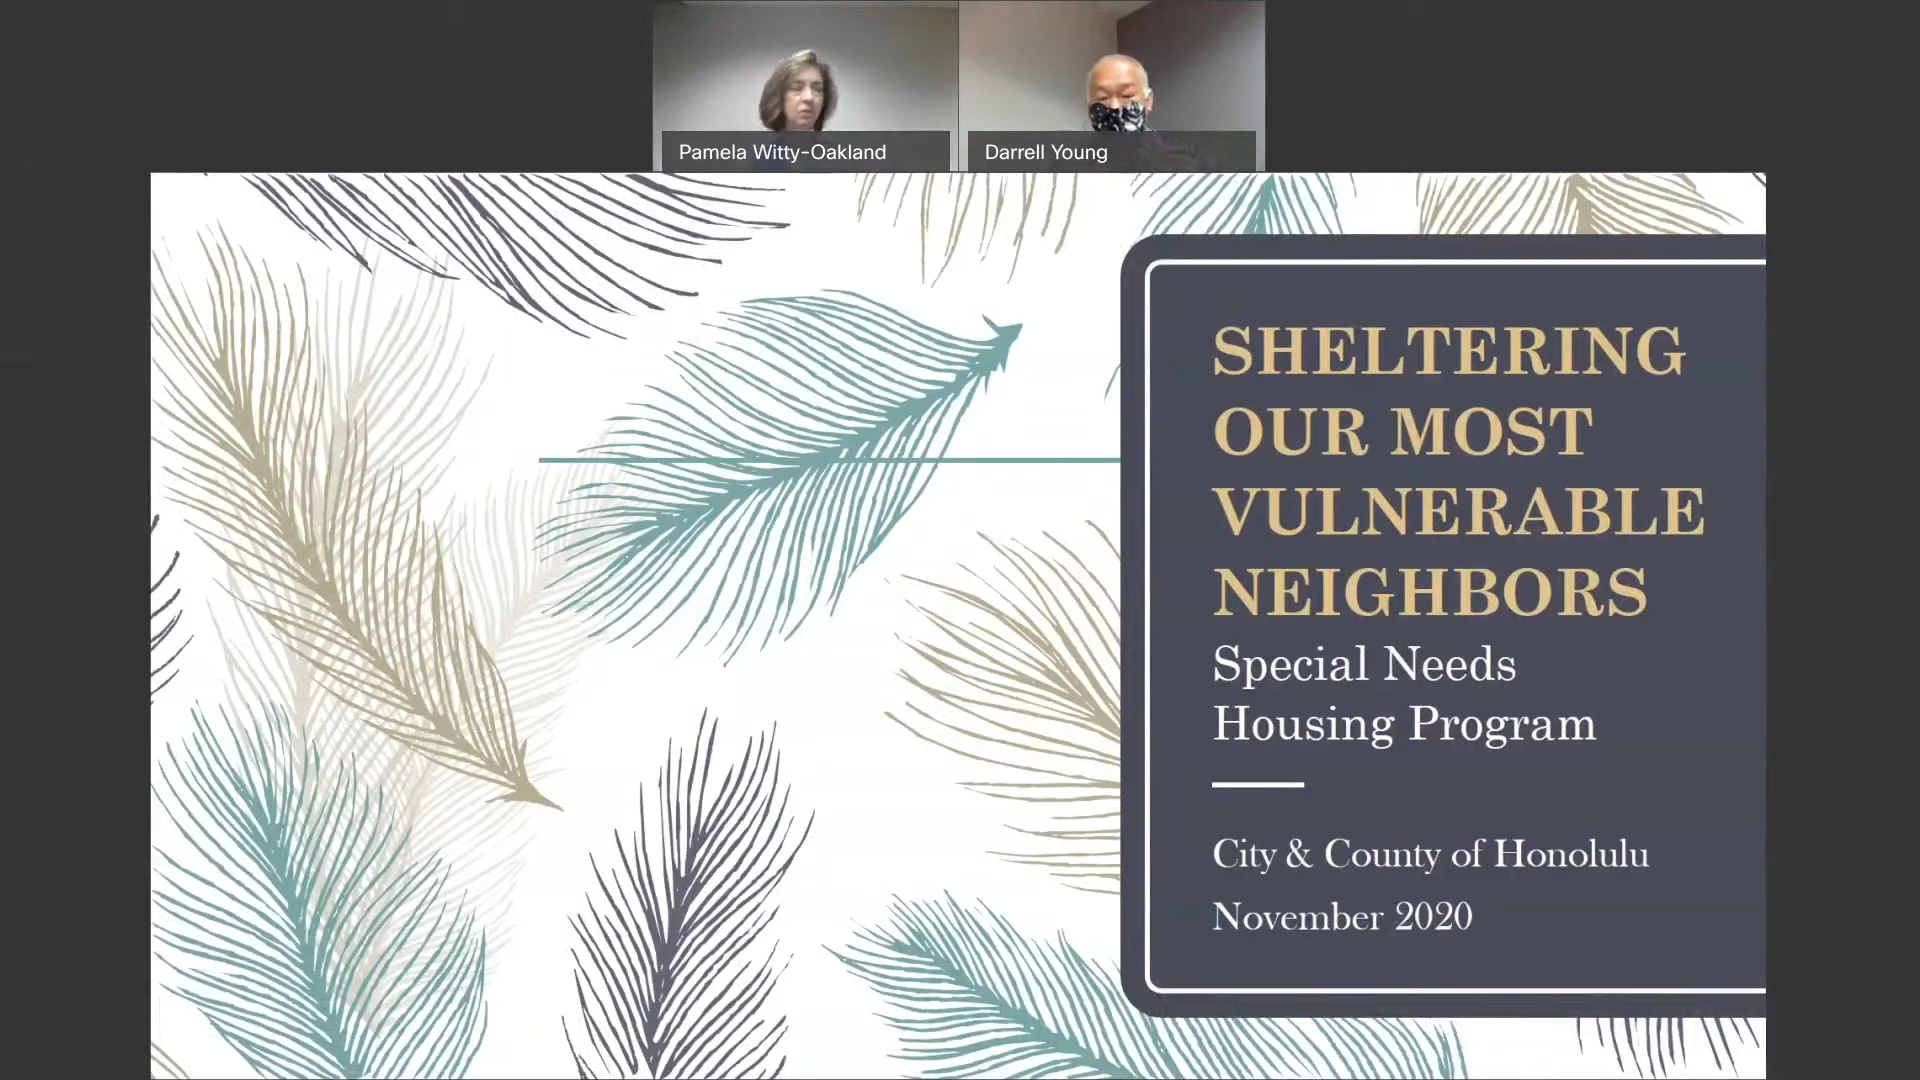 Pamela Witty-Oakland
Darrell Young
SHELTERING
OUR MOST
VULNERABLE
NEIGHBORS
Special Needs
Housing Program
City & County of Honolulu
November 2020